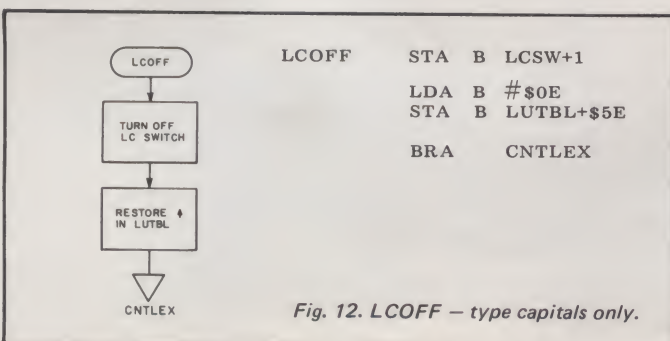 LCOFF
TURN OFF
LC SWITCH
RESTORE ↑
IN LUTBL
CNTLEX
LCOFF STA B LCSW+1
LDA B #$0E
STA B LUTBL+$5E
BRA CNTLEX
Fig. 12. LCOFF — type capitals only.